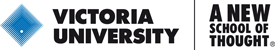 VICTORIA
UNIVERSITY
A NEW
SCHOOL OF
THOUGHT®